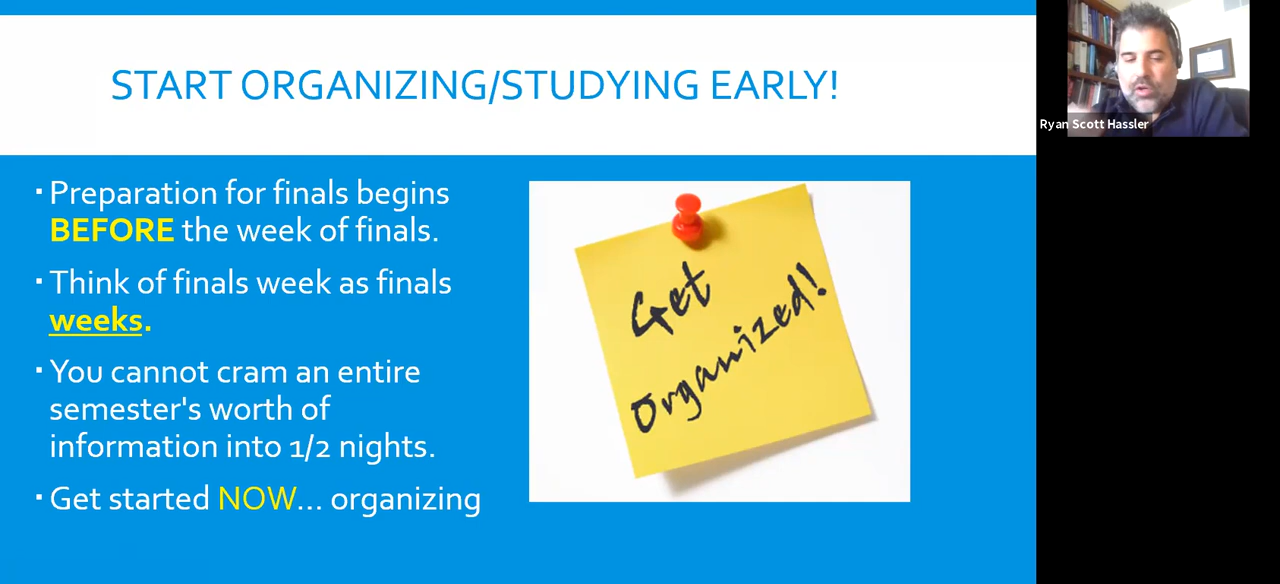 START ORGANIZING/STUDYING EARLY!
▪ Preparation for finals begins
BEFORE the week of finals.
▪ Think of finals week as finals
weeks.
▪ You cannot cram an entire
semester's worth of
information into 1/2 nights.
▪ Get started NOW... organizing
Get
Organized!
Ryan Scott Hassler